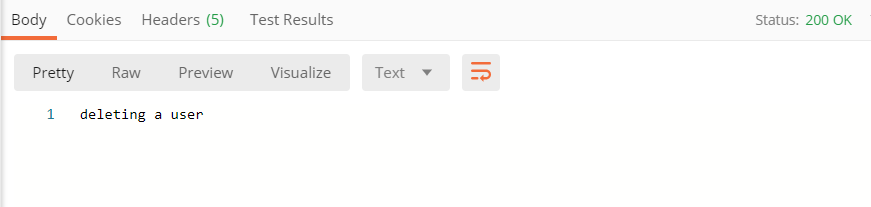 Body Cookies Headers (5) Test Results Status: 200 OK
Pretty Raw Preview Visualize Text
1 deleting a user